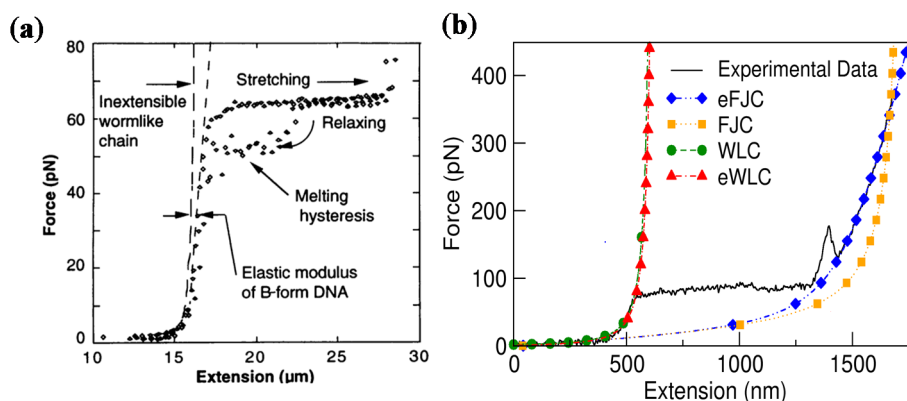 (a)
80
70
60
50
40
20
0
Force (pN)
Inextensible
wormlike
chain
Stretching
Relaxing
Melting
hysteresis
Elastic modulus
of B-form DNA
10
15
20
25
30
Extension (μm)
(b)
400
300
200
100
0
Force (pN)
Experimental Data
eFJC
FJC
WLC
eWLC
0
500
1000
1500
Extension (nm)